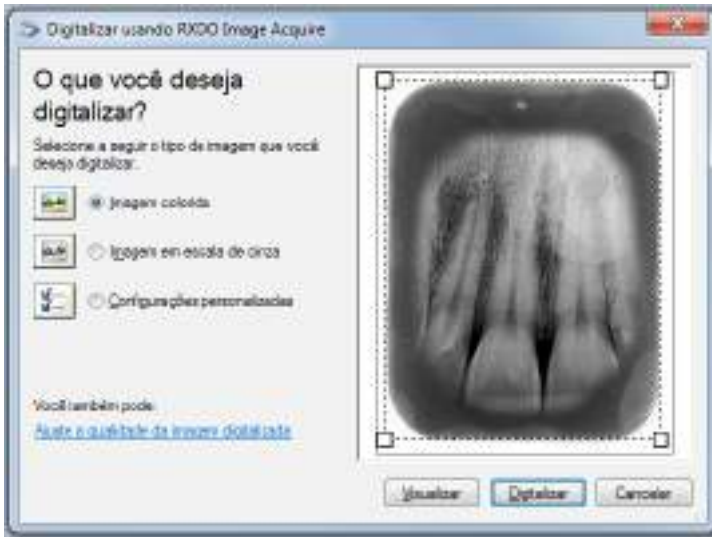 Digitalizar usando RXDO Image Acquire
O que você deseja
digitalizar?
Selecione a seguir o tipo de imagem que você
deseja digitalizar.
Imagem colorida
Imagem em escala de cinza
Configurações personalizadas
Você também pode:
Ajuste a qualidade da imagem digitalizada
Visualizar
Digitalizar
Cancelar